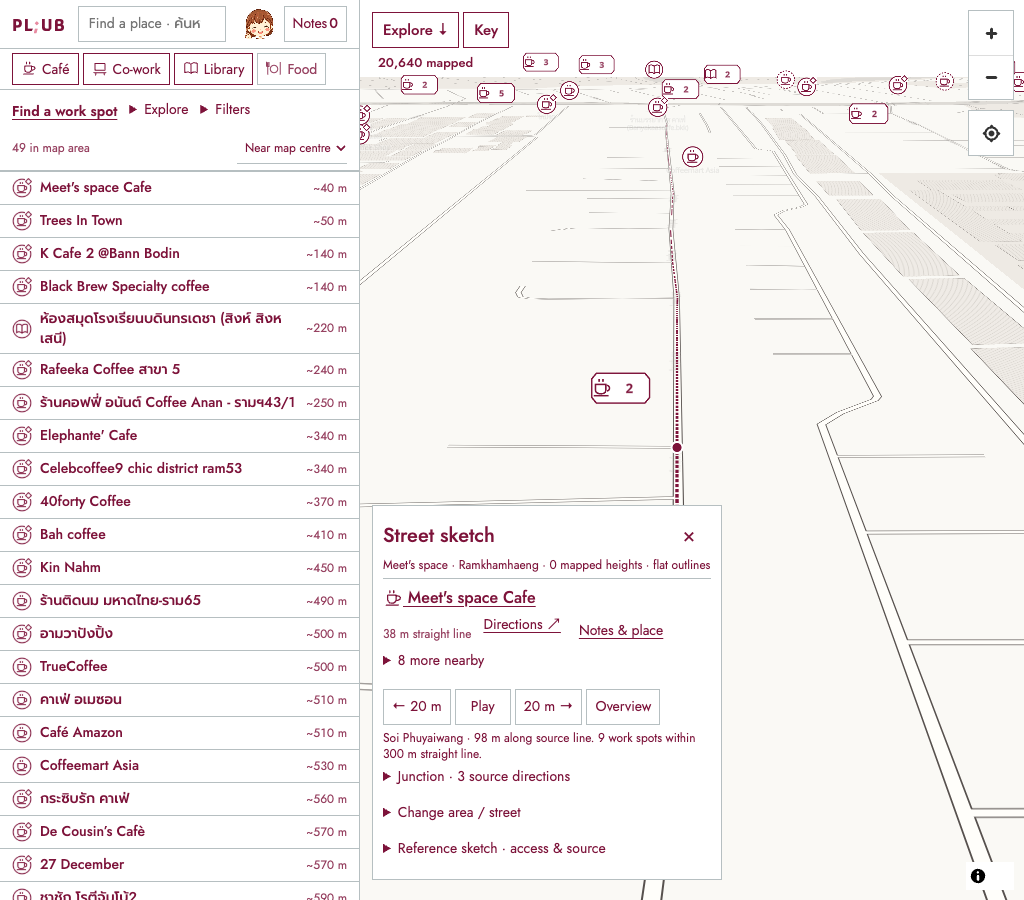 PL:UB
Find a place · ค้นห
Notes 0
Café
Co-work
Library
Food
Find a work spot
Explore
Filters
49 in map area
Near map centre
Meet's space Cafe ~40 m
Trees In Town ~50 m
K Cafe 2 @Bann Bodin ~140 m
Black Brew Specialty coffee ~140 m
ห้องสมุดโรงเรียนบดินทรเดชา (สิงห์ สิงห
เสนี) ~220 m
Rafeeka Coffee สาขา 5 ~240 m
ร้านคอฟฟี่ อนันต์ Coffee Anan - รามฯ43/1 ~250 m
Elephante' Cafe ~340 m
Celebcoffee9 chic district ram53 ~340 m
40forty Coffee ~370 m
Bah coffee ~410 m
Kin Nahm ~450 m
ร้านติดนม มหาดไทย-ราม65 ~490 m
อามวาปังปิ้ง ~500 m
TrueCoffee ~500 m
คาเฟ่ อเมซอน ~510 m
Café Amazon ~510 m
Coffeemart Asia ~530 m
กระซิบรัก คาเฟ่ ~560 m
De Cousin's Cafè ~570 m
27 December ~570 m
ชาชัก โรตีจัมโบ้2 ~590 m
Explore ↓
Key
20,640 mapped
+
−
3
3
2
2
5
2
2
2
Street sketch
×
Meet's space · Ramkhamhaeng · 0 mapped heights · flat outlines
Meet's space Cafe
38 m straight line
Directions ↗
Notes & place
8 more nearby
← 20 m
Play
20 m →
Overview
Soi Phuyaiwang · 98 m along source line. 9 work spots within
300 m straight line.
Junction · 3 source directions
Change area / street
Reference sketch · access & source